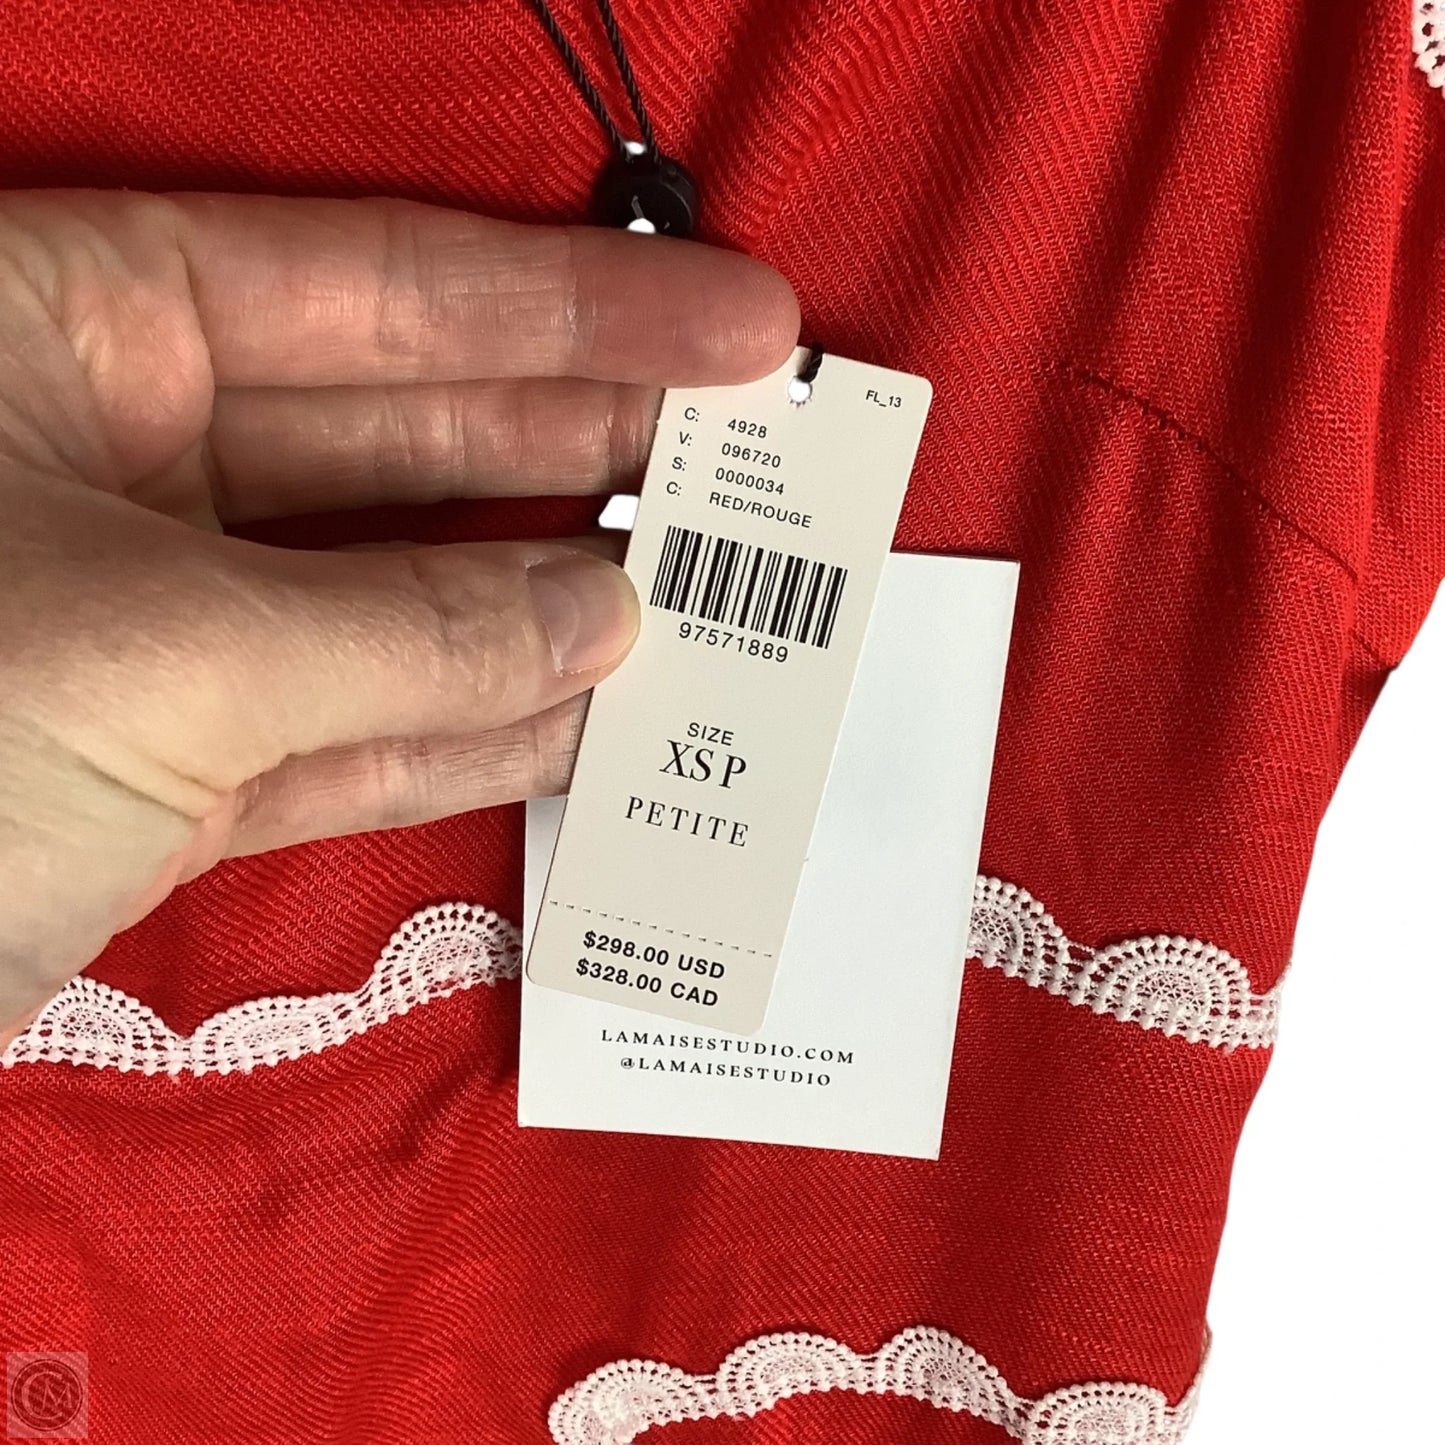 FL_13
C: 4928
V: 096720
S: 0000034
C: RED/ROUGE
97571889
SIZE
XS P
PETITE
$298.00 USD
$328.00 CAD
LAMAISESTUDIO.COM
@LAMAISESTUDIO
CM